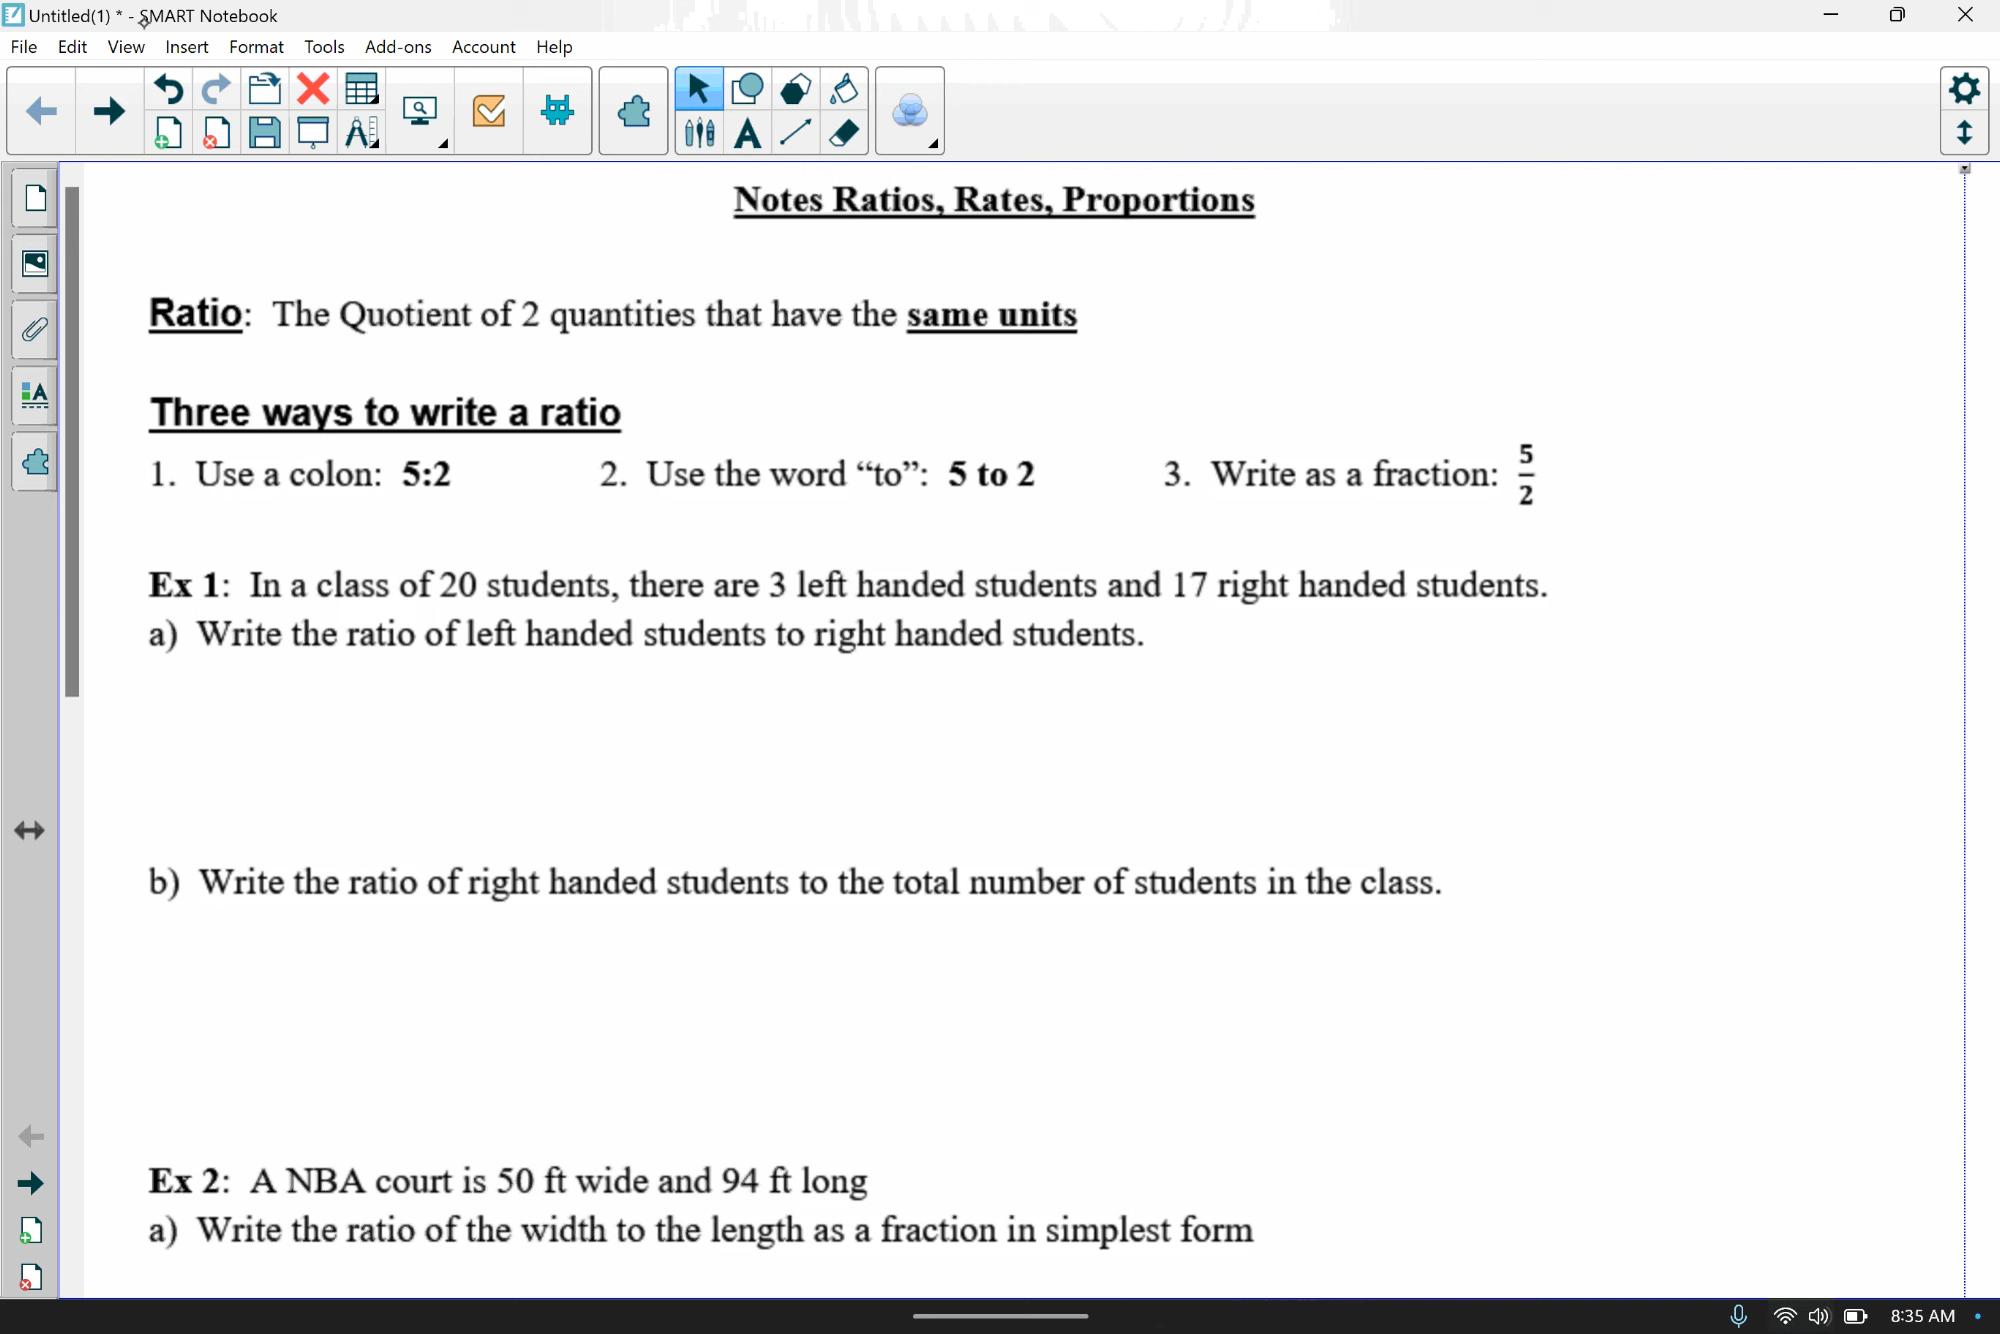 Untitled(1) * - SMART Notebook
File Edit View Insert Format Tools Add-ons Account Help
Notes Ratios, Rates, Proportions
Ratio: The Quotient of 2 quantities that have the same units
Three ways to write a ratio
1. Use a colon: 5:2 2. Use the word “to”: 5 to 2 3. Write as a fraction: 5/2
Ex 1: In a class of 20 students, there are 3 left handed students and 17 right handed students.
a) Write the ratio of left handed students to right handed students.
b) Write the ratio of right handed students to the total number of students in the class.
Ex 2: A NBA court is 50 ft wide and 94 ft long
a) Write the ratio of the width to the length as a fraction in simplest form
8:35 AM